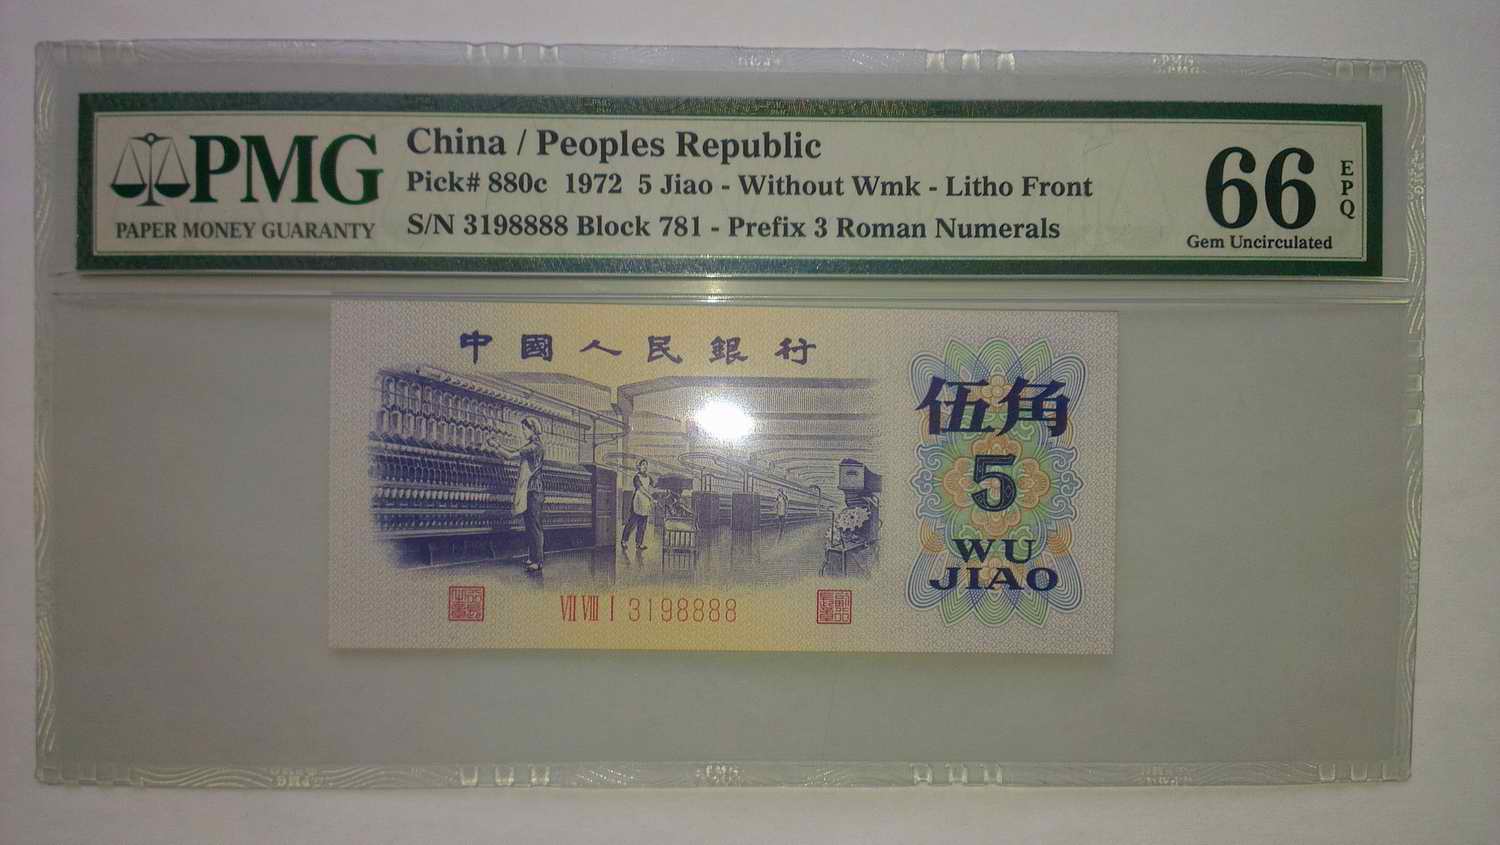 PMG
PAPER MONEY GUARANTY
China / Peoples Republic
Pick# 880c 1972 5 Jiao - Without Wmk - Litho Front
S/N 3198888 Block 781 - Prefix 3 Roman Numerals
66
EPQ
Gem Uncirculated
中國人民銀行
伍角
5
WU
JIAO
VII VIII I 3198888